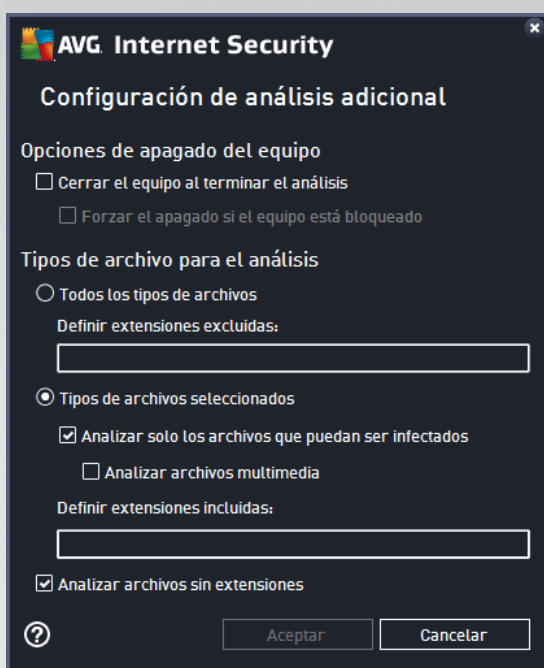 AVG Internet Security
Configuración de análisis adicional
Opciones de apagado del equipo
Cerrar el equipo al terminar el análisis
Forzar el apagado si el equipo está bloqueado
Tipos de archivo para el análisis
Todos los tipos de archivos
Definir extensiones excluidas:
Tipos de archivos seleccionados
Analizar solo los archivos que puedan ser infectados
Analizar archivos multimedia
Definir extensiones incluidas:
Analizar archivos sin extensiones
Aceptar
Cancelar